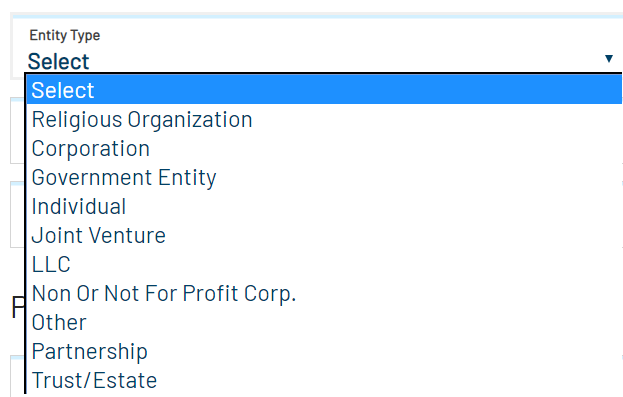 Entity Type
Select
Select
Religious Organization
Corporation
Government Entity
Individual
Joint Venture
LLC
Non Or Not For Profit Corp.
Other
Partnership
Trust/Estate